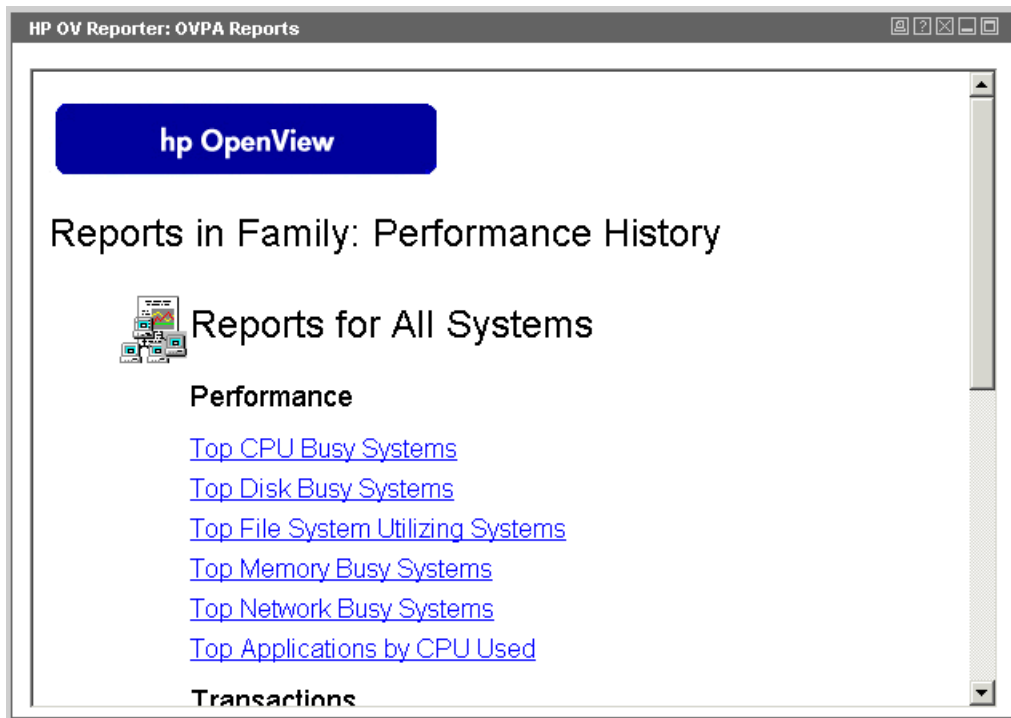 HP OV Reporter: OVPA Reports
hp OpenView
Reports in Family: Performance History
Reports for All Systems
Performance
Top CPU Busy Systems
Top Disk Busy Systems
Top File System Utilizing Systems
Top Memory Busy Systems
Top Network Busy Systems
Top Applications by CPU Used
Transactions